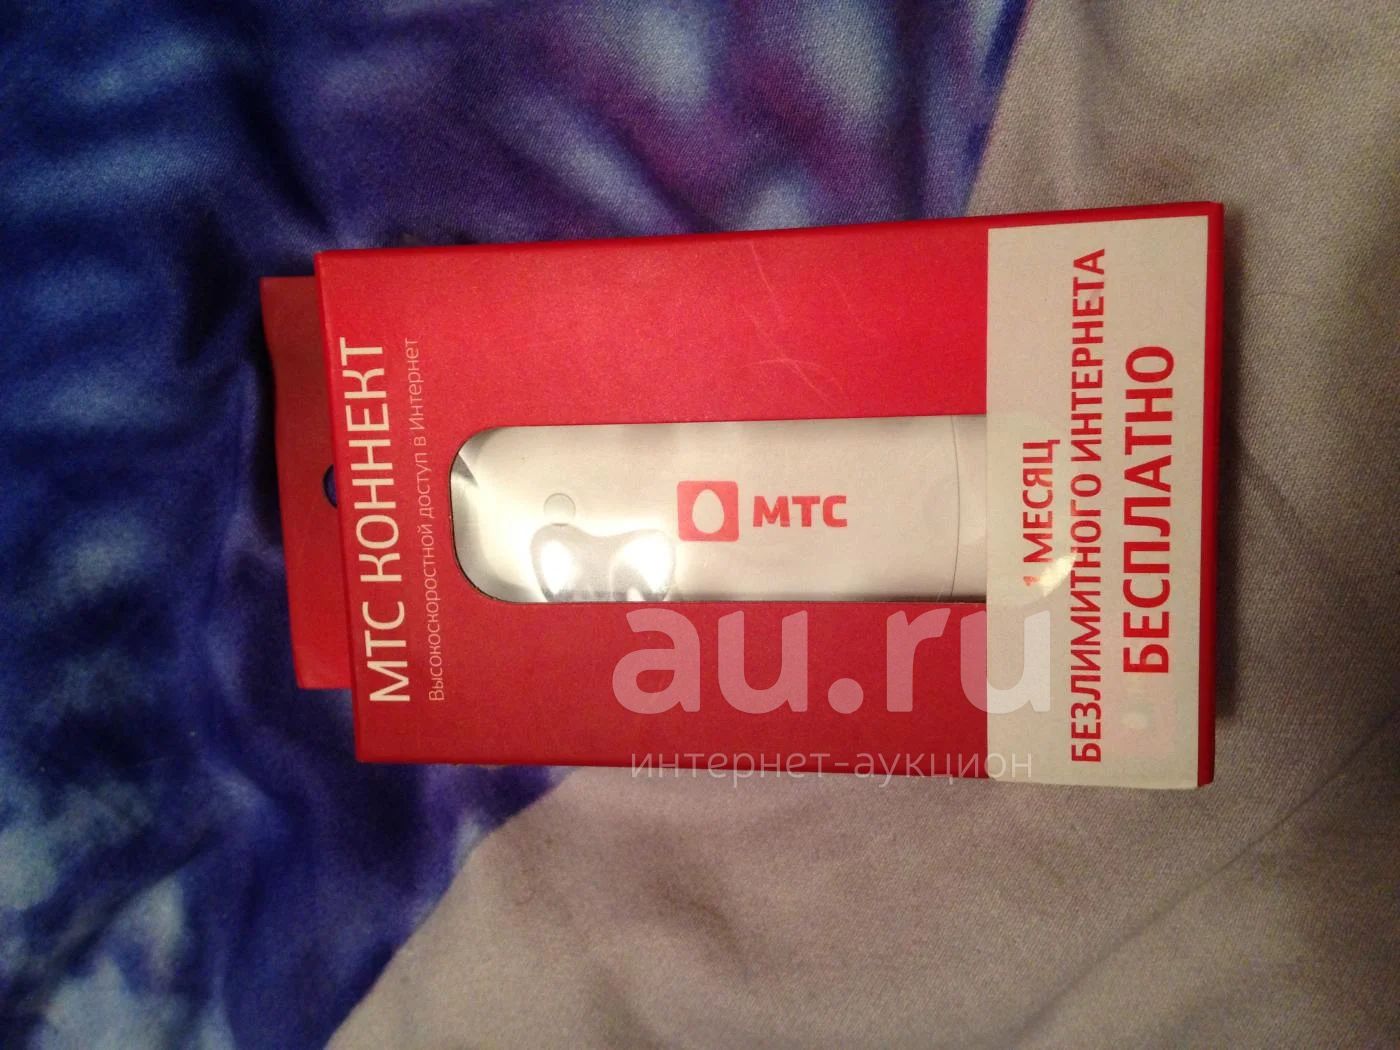 МТС КОННЕКТ
Высокоскоростной доступ в Интернет
МТС
1 МЕСЯЦ
БЕЗЛИМИТНОГО ИНТЕРНЕТА
БЕСПЛАТНО
au.ru
интернет-аукцион